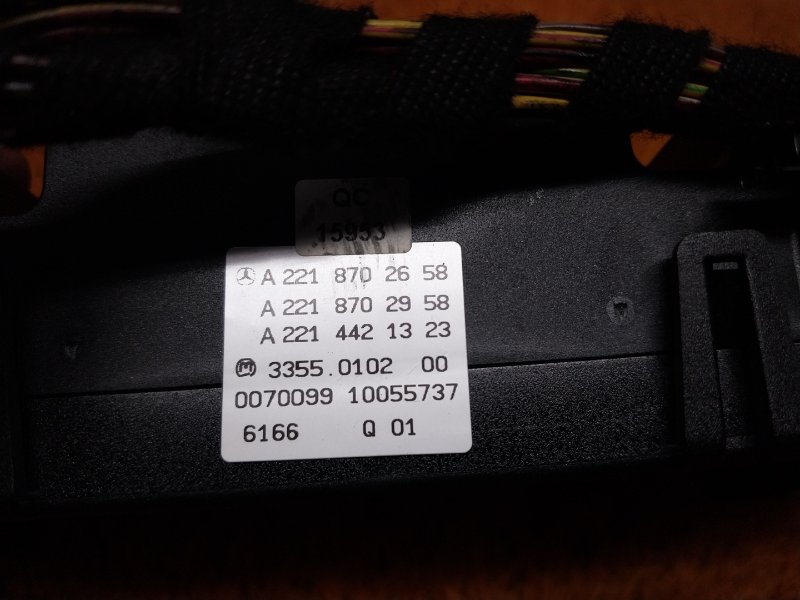 QC
15953
A 221 870 26 58
A 221 870 29 58
A 221 442 13 23
M 3355.0102 00
0070099 10055737
6166 Q 01